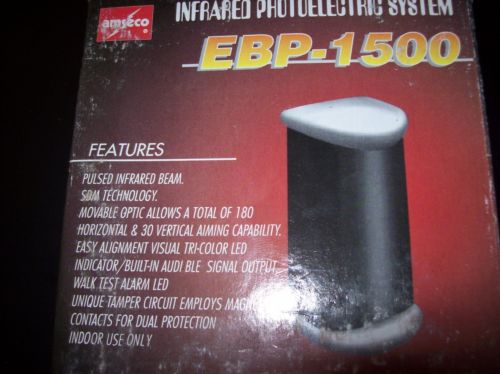 amseco
INFRARED PHOTOELECTRIC SYSTEM
EBP-1500
FEATURES
PULSED INFRARED BEAM.
SDM TECHNOLOGY.
MOVABLE OPTIC ALLOWS A TOTAL OF 180
HORIZONTAL & 30 VERTICAL AIMING CAPABILITY.
EASY ALIGNMENT VISUAL TRI-COLOR LED
INDICATOR/BUILT-IN AUDI BLE SIGNAL OUTPUT.
WALK TEST ALARM LED
UNIQUE TAMPER CIRCUIT EMPLOYS
CONTACTS FOR DUAL PROTECTION
INDOOR USE ONLY.